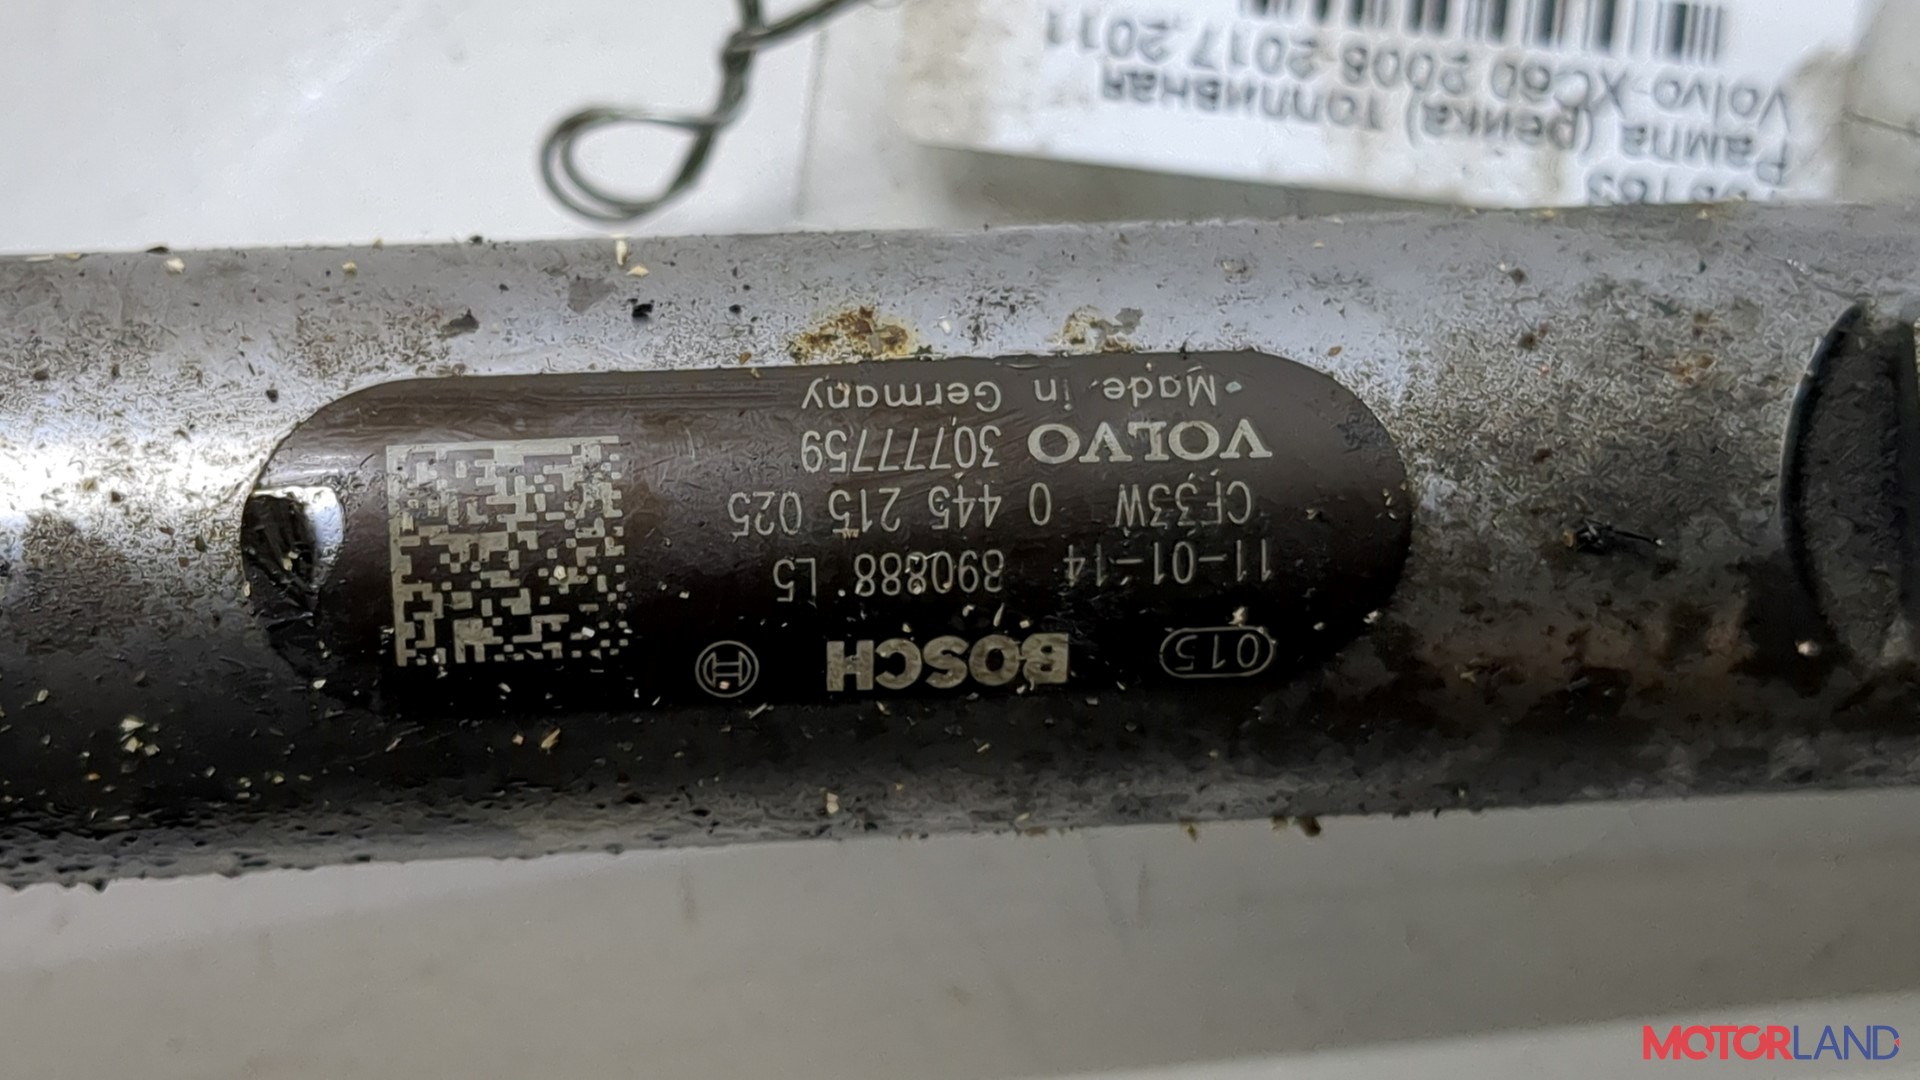 015 BOSCH
11-01-14 890888 L5
CF33W 0 445 215 025
VOLVO 30777759
Made in Germany
Рампа (рейка) топливная
Volvo XC60 2008-2017 2011
MOTORLAND